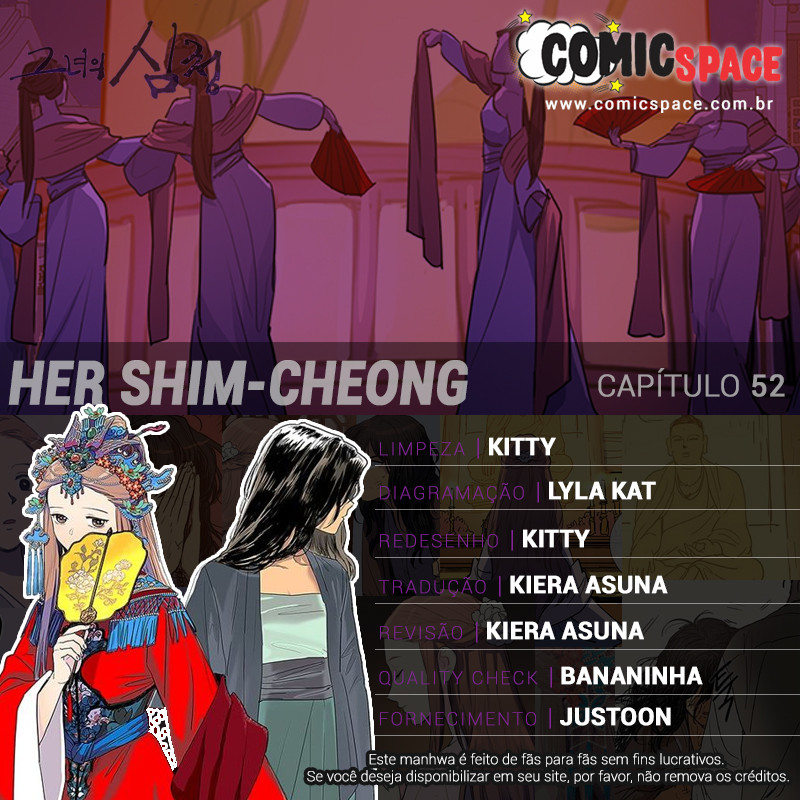 그녀의 심청
COMIC SPACE
www.comicspace.com.br
HER SHIM-CHEONG
CAPÍTULO 52
LIMPEZA | KITTY
DIAGRAMAÇÃO | LYLA KAT
REDESENHO | KITTY
TRADUÇÃO | KIERA ASUNA
REVISÃO | KIERA ASUNA
QUALITY CHECK | BANANINHA
FORNECIMENTO | JUSTOON
Este manhwa é feito de fãs para fãs sem fins lucrativos.
Se você deseja disponibilizar em seu site, por favor, não remova os créditos.